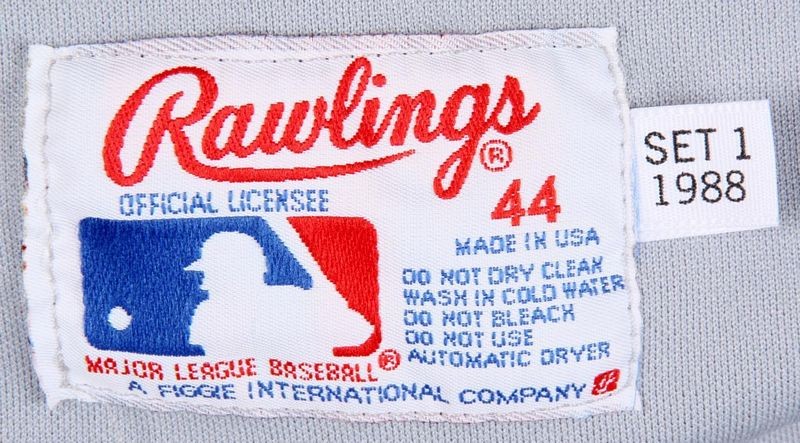 Rawlings®
OFFICIAL LICENSEE
44
MADE IN USA
DO NOT DRY CLEAN
WASH IN COLD WATER
DO NOT BLEACH
DO NOT USE
AUTOMATIC DRYER
MAJOR LEAGUE BASEBALL®
A FIGGIE INTERNATIONAL COMPANY
SET 1
1988